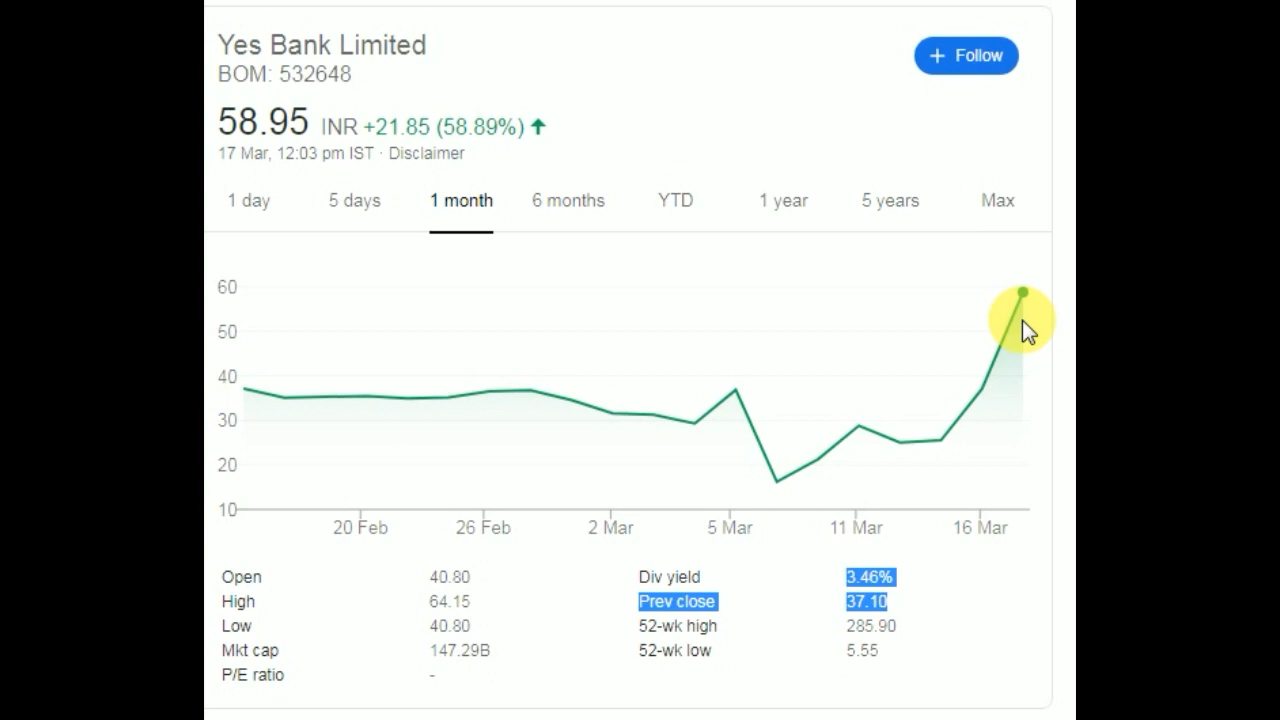 Yes Bank Limited
+ Follow
BOM: 532648
58.95 INR +21.85 (58.89%)
17 Mar, 12:03 pm IST · Disclaimer
1 day 5 days 1 month 6 months YTD 1 year 5 years Max
60
50
40
30
20
10
20 Feb 26 Feb 2 Mar 5 Mar 11 Mar 16 Mar
Open 40.80 Div yield 3.46%
High 64.15 Prev close 37.10
Low 40.80 52-wk high 285.90
Mkt cap 147.29B 52-wk low 5.55
P/E ratio -